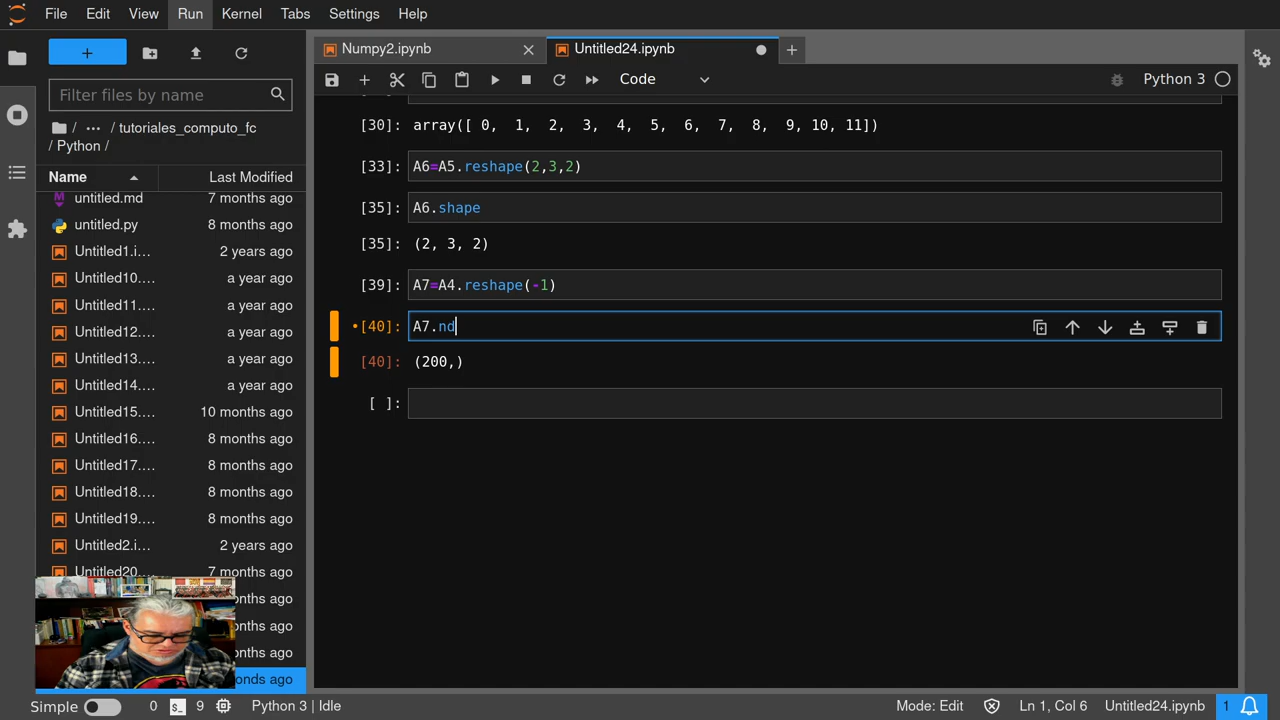 File Edit View Run Kernel Tabs Settings Help
+
Filter files by name
/ ... / tutoriales_computo_fc
/ Python /
Name Last Modified
untitled.md 7 months ago
untitled.py 8 months ago
Untitled1.i... 2 years ago
Untitled10.... a year ago
Untitled11.... a year ago
Untitled12.... a year ago
Untitled13.... a year ago
Untitled14.... a year ago
Untitled15.... 10 months ago
Untitled16.... 8 months ago
Untitled17.... 8 months ago
Untitled18.... 8 months ago
Untitled19.... 8 months ago
Untitled2.i... 2 years ago
Untitled20.... 7 months ago
Numpy2.ipynb
Untitled24.ipynb
Code
Python 3
[30]: array([ 0, 1, 2, 3, 4, 5, 6, 7, 8, 9, 10, 11])
[33]: A6=A5.reshape(2,3,2)
[35]: A6.shape
[35]: (2, 3, 2)
[39]: A7=A4.reshape(-1)
•[40]: A7.nd
[40]: (200,)
[ ]:
Simple 0 $_ 9 Python 3 | Idle
Mode: Edit Ln 1, Col 6 Untitled24.ipynb 1